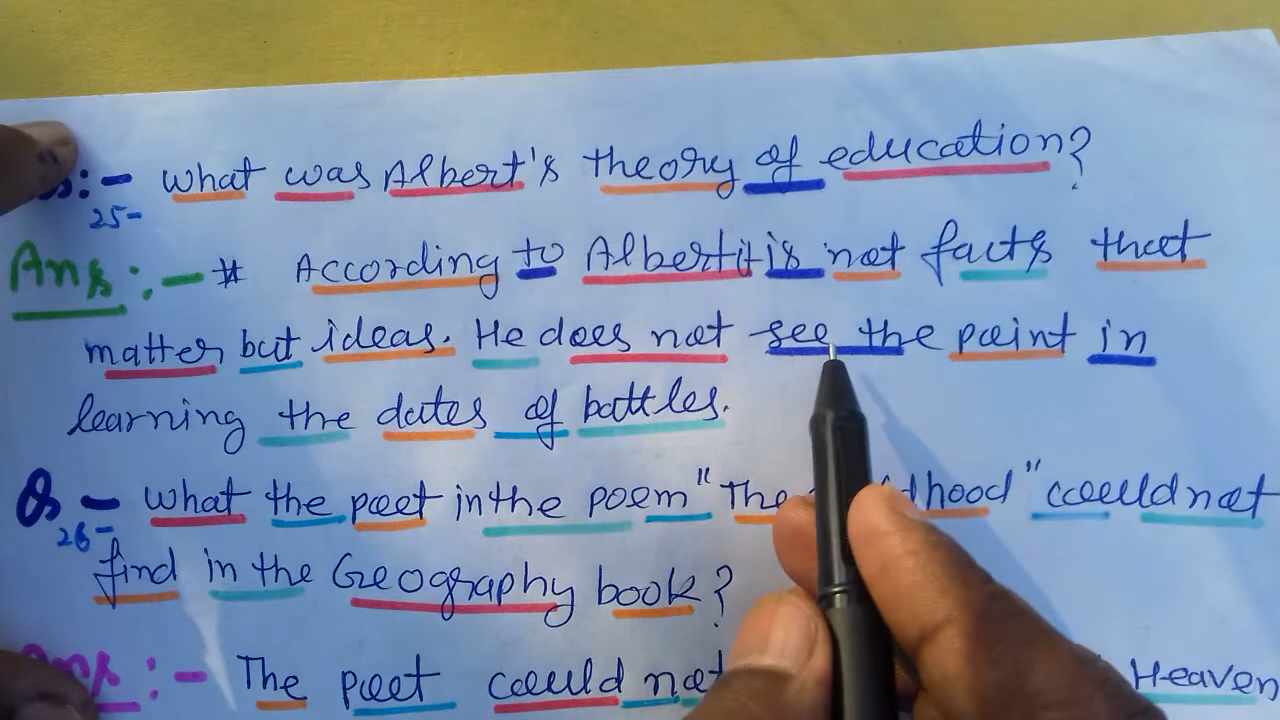 s:- what was Albert's theory of education?
25-
Ans:- # According to Albert it is not facts that
matter but ideas. He does not see the point in
learning the dates of battles.
Q - what the poet in the poem "The hood" could not
26-
find in the Geography book?
Ans:- The poet could not Heaven